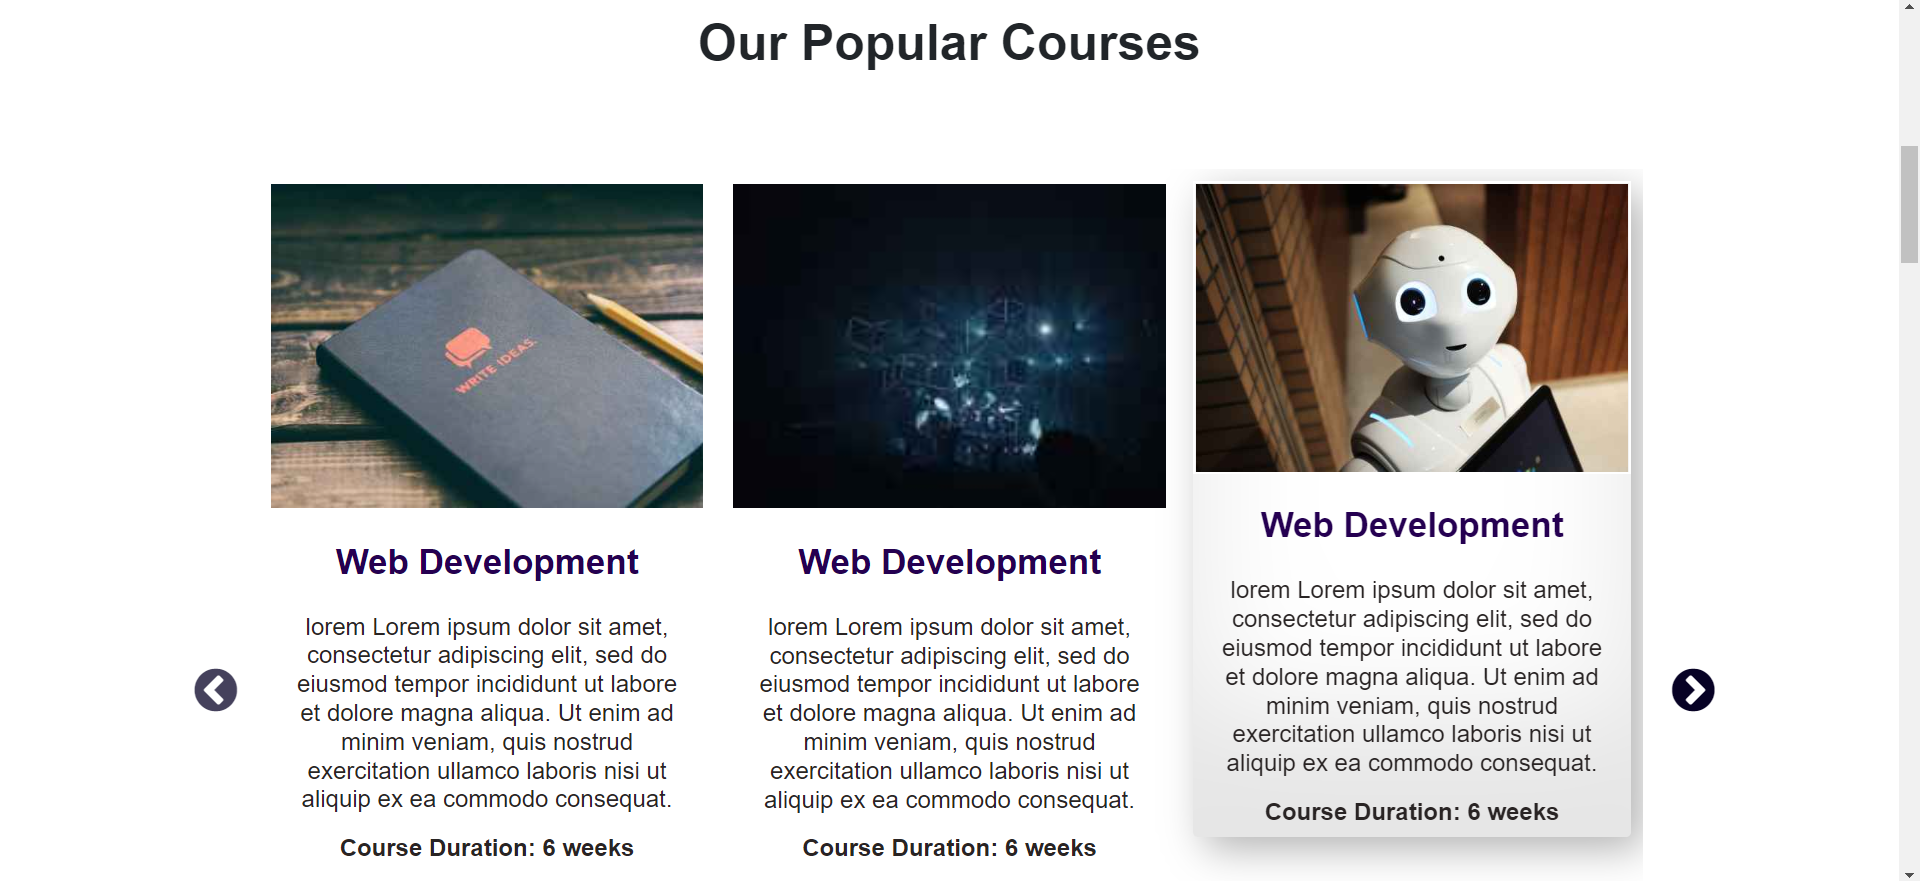 Our Popular Courses
WRITE IDEAS.
Web Development
lorem Lorem ipsum dolor sit amet,
consectetur adipiscing elit, sed do
eiusmod tempor incididunt ut labore
et dolore magna aliqua. Ut enim ad
minim veniam, quis nostrud
exercitation ullamco laboris nisi ut
aliquip ex ea commodo consequat.
Course Duration: 6 weeks
Web Development
lorem Lorem ipsum dolor sit amet,
consectetur adipiscing elit, sed do
eiusmod tempor incididunt ut labore
et dolore magna aliqua. Ut enim ad
minim veniam, quis nostrud
exercitation ullamco laboris nisi ut
aliquip ex ea commodo consequat.
Course Duration: 6 weeks
Web Development
lorem Lorem ipsum dolor sit amet,
consectetur adipiscing elit, sed do
eiusmod tempor incididunt ut labore
et dolore magna aliqua. Ut enim ad
minim veniam, quis nostrud
exercitation ullamco laboris nisi ut
aliquip ex ea commodo consequat.
Course Duration: 6 weeks